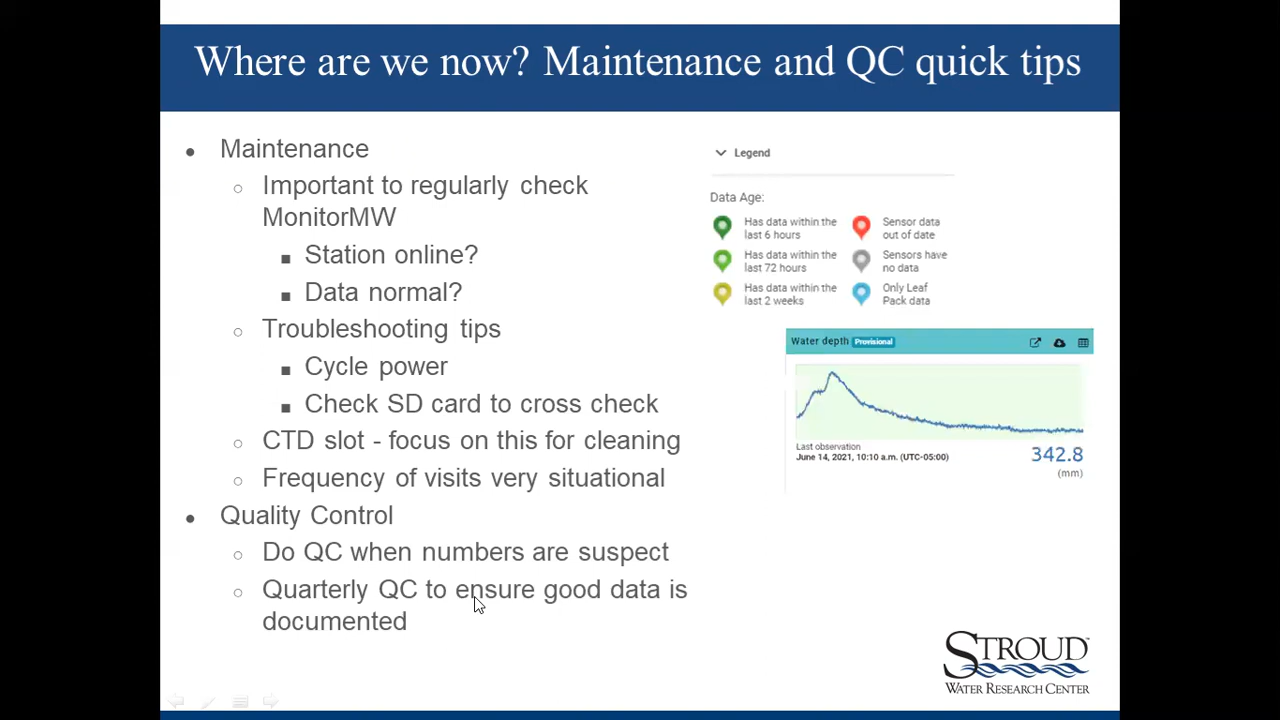 Where are we now? Maintenance and QC quick tips
● Maintenance
○ Important to regularly check
MonitorMW
■ Station online?
■ Data normal?
○ Troubleshooting tips
■ Cycle power
■ Check SD card to cross check
○ CTD slot - focus on this for cleaning
○ Frequency of visits very situational
● Quality Control
○ Do QC when numbers are suspect
○ Quarterly QC to ensure good data is
documented
Legend
Data Age:
Has data within the
last 6 hours
Sensor data
out of date
Has data within the
last 72 hours
Sensors have
no data
Has data within the
last 2 weeks
Only Leaf
Pack data
Water depth Provisional
Last observation
June 14, 2021, 10:10 a.m. (UTC-05:00)
342.8
(mm)
STROUD™
WATER RESEARCH CENTER